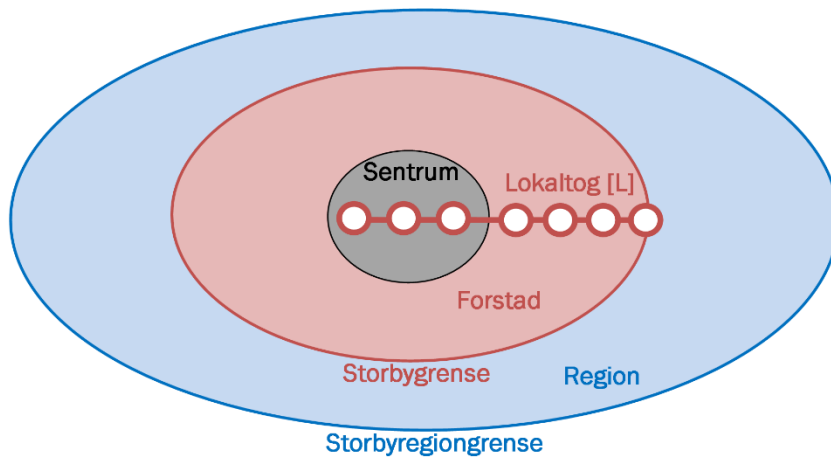 Sentrum
Lokaltog [L]
Forstad
Storbygrense
Region
Storbyregiongrense